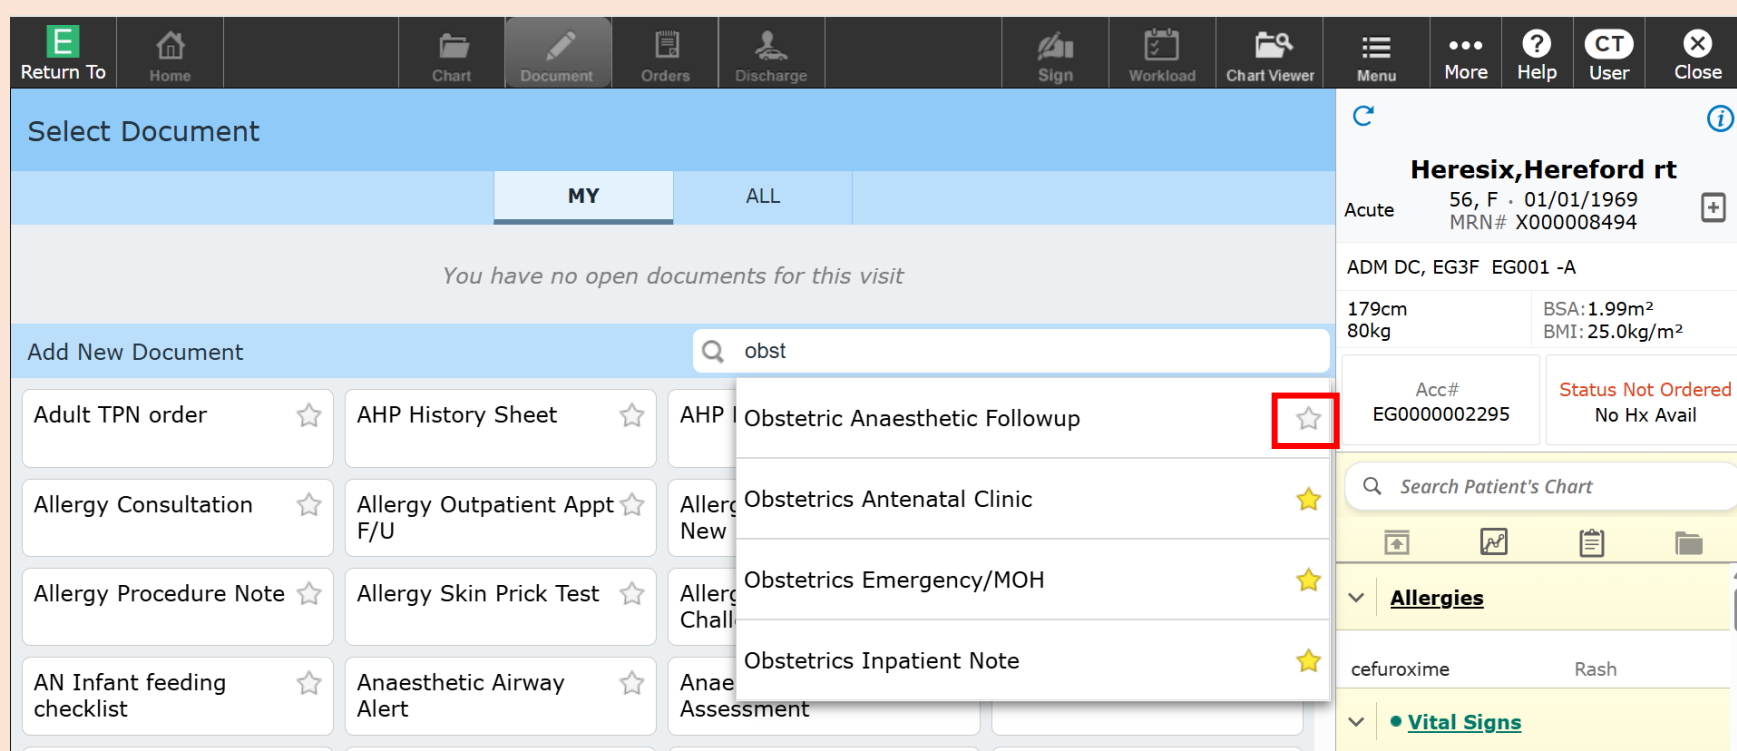 E
Return To
Home
Chart
Document
Orders
Discharge
Sign
Workload
Chart Viewer
Menu
More
? Help
CT
User
Close
Select Document
MY
ALL
You have no open documents for this visit
Add New Document
obst
Adult TPN order
AHP History Sheet
AHP
Obstetric Anaesthetic Followup
Allergy Consultation
Allergy Outpatient Appt
F/U
New
Obstetrics Antenatal Clinic
Allergy Procedure Note
Allergy Skin Prick Test
Obstetrics Emergency/MOH
AN Infant feeding
checklist
Anaesthetic Airway
Alert
Assessment
Obstetrics Inpatient Note
i
Heresix,Hereford rt
Acute
56, F · 01/01/1969
MRN# X000008494
ADM DC, EG3F EG001 -A
179cm
80kg
BSA:1.99m²
BMI:25.0kg/m²
Acc#
EG0000002295
Status Not Ordered
No Hx Avail
Search Patient's Chart
Allergies
cefuroxime
Rash
Vital Signs